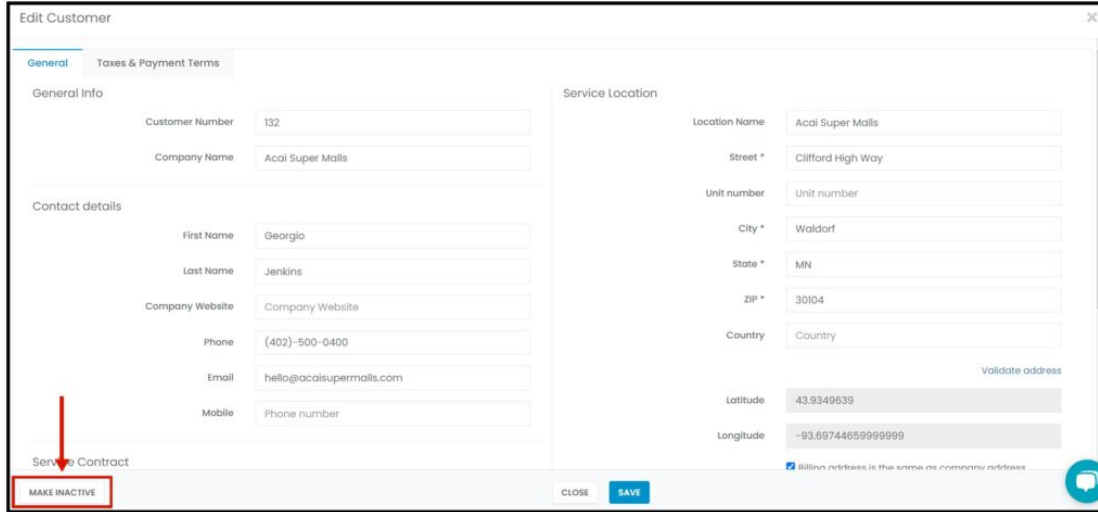 Edit Customer
General
Taxes & Payment Terms
General Info
Customer Number
132
Company Name
Acai Super Malls
Contact details
First Name
Georgio
Last Name
Jenkins
Company Website
Company Website
Phone
(402)-500-0400
Email
hello@acaisupermalls.com
Mobile
Phone number
Service Contract
Service Location
Location Name
Acai Super Malls
Street *
Clifford High Way
Unit number
Unit number
City *
Waldorf
State *
MN
ZIP *
30104
Country
Country
Validate address
Latitude
43.9349639
Longitude
-93.69744659999999
Billing address is the same as company address
MAKE INACTIVE
CLOSE
SAVE